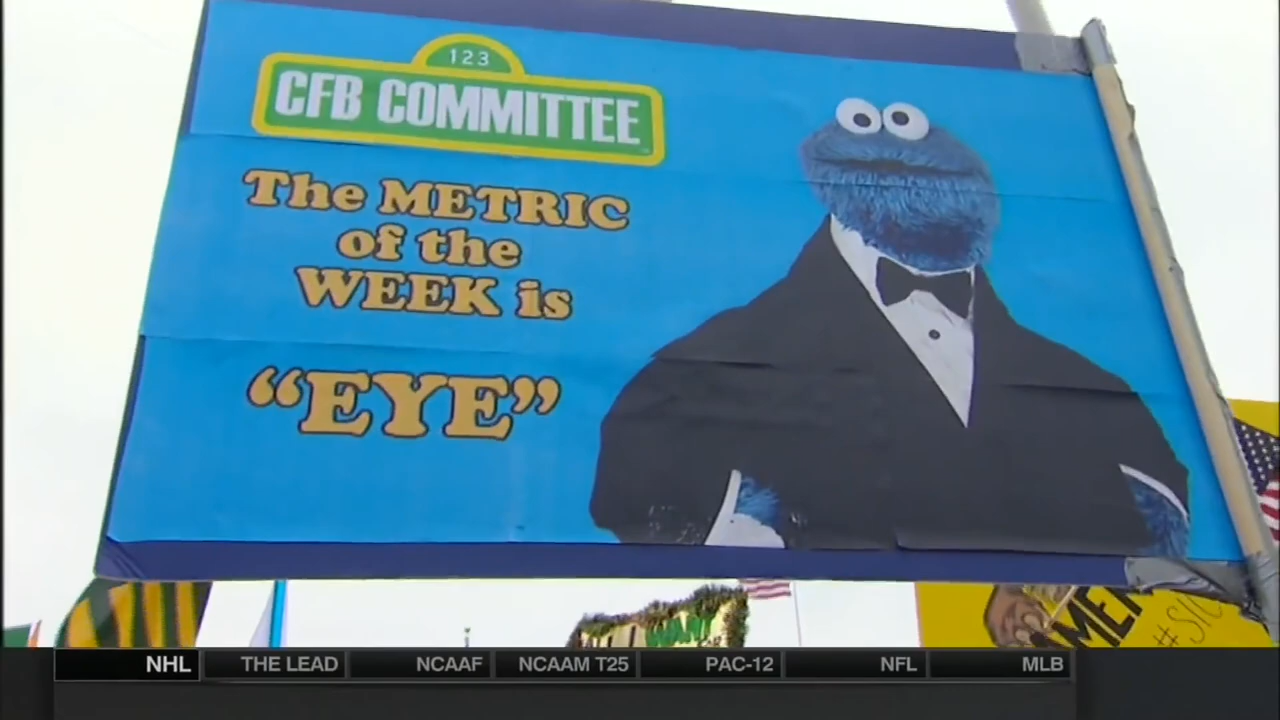 123
CFB COMMITTEE
The METRIC
of the
WEEK is
“EYE”
NHL
THE LEAD
NCAAF
NCAAM T25
PAC-12
NFL
MLB